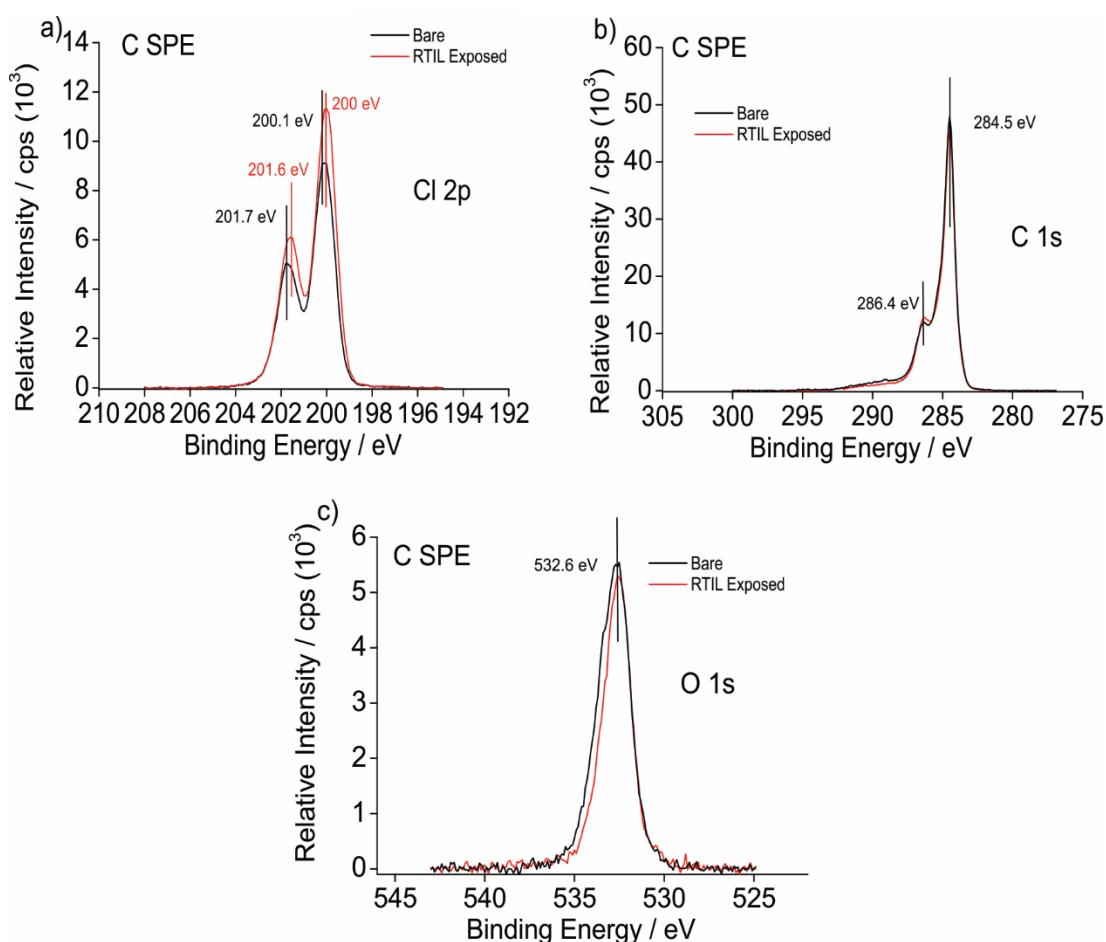 a)
C SPE
Bare
RTIL Exposed
200.1 eV
200 eV
201.6 eV
201.7 eV
Cl 2p
14
12
10
8
6
4
2
0
210 208 206 204 202 200 198 196 194 192
Relative Intensity / cps (10³)
Binding Energy / eV
b)
C SPE
Bare
RTIL Exposed
284.5 eV
286.4 eV
C 1s
60
50
40
30
20
10
0
305 300 295 290 285 280 275
Relative Intensity / cps (10³)
Binding Energy / eV
c)
C SPE
532.6 eV
Bare
RTIL Exposed
O 1s
6
5
4
3
2
1
0
545 540 535 530 525
Relative Intensity / cps (10³)
Binding Energy / eV